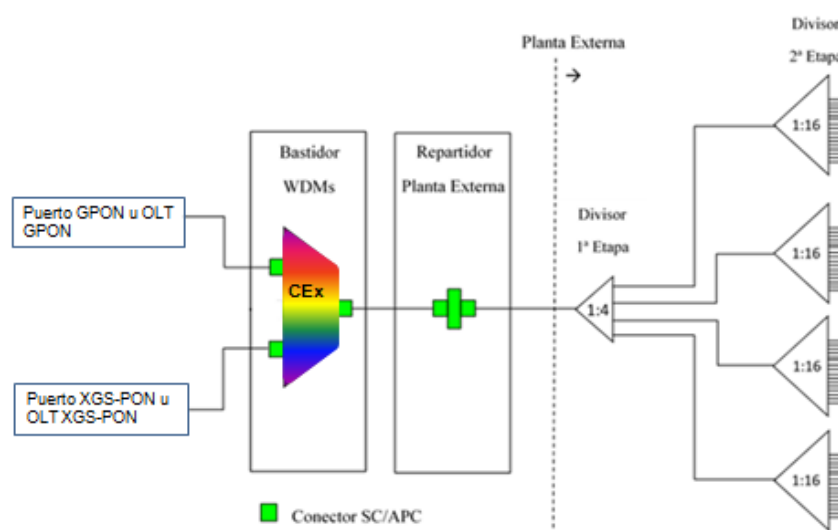 Planta Externa
→
Divisor
2ª Etapa
1:16
Bastidor
WDMs
Repartidor
Planta Externa
Puerto GPON u OLT
GPON
Divisor
1ª Etapa
1:16
CEx
1:4
1:16
Puerto XGS-PON u
OLT XGS-PON
1:16
Conector SC/APC